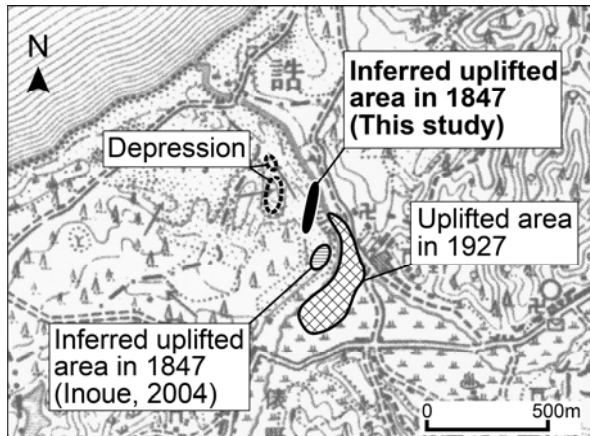 N
誥
Inferred uplifted
area in 1847
(This study)
Depression
Uplifted area
in 1927
Inferred uplifted
area in 1847
(Inoue, 2004)
0
500m